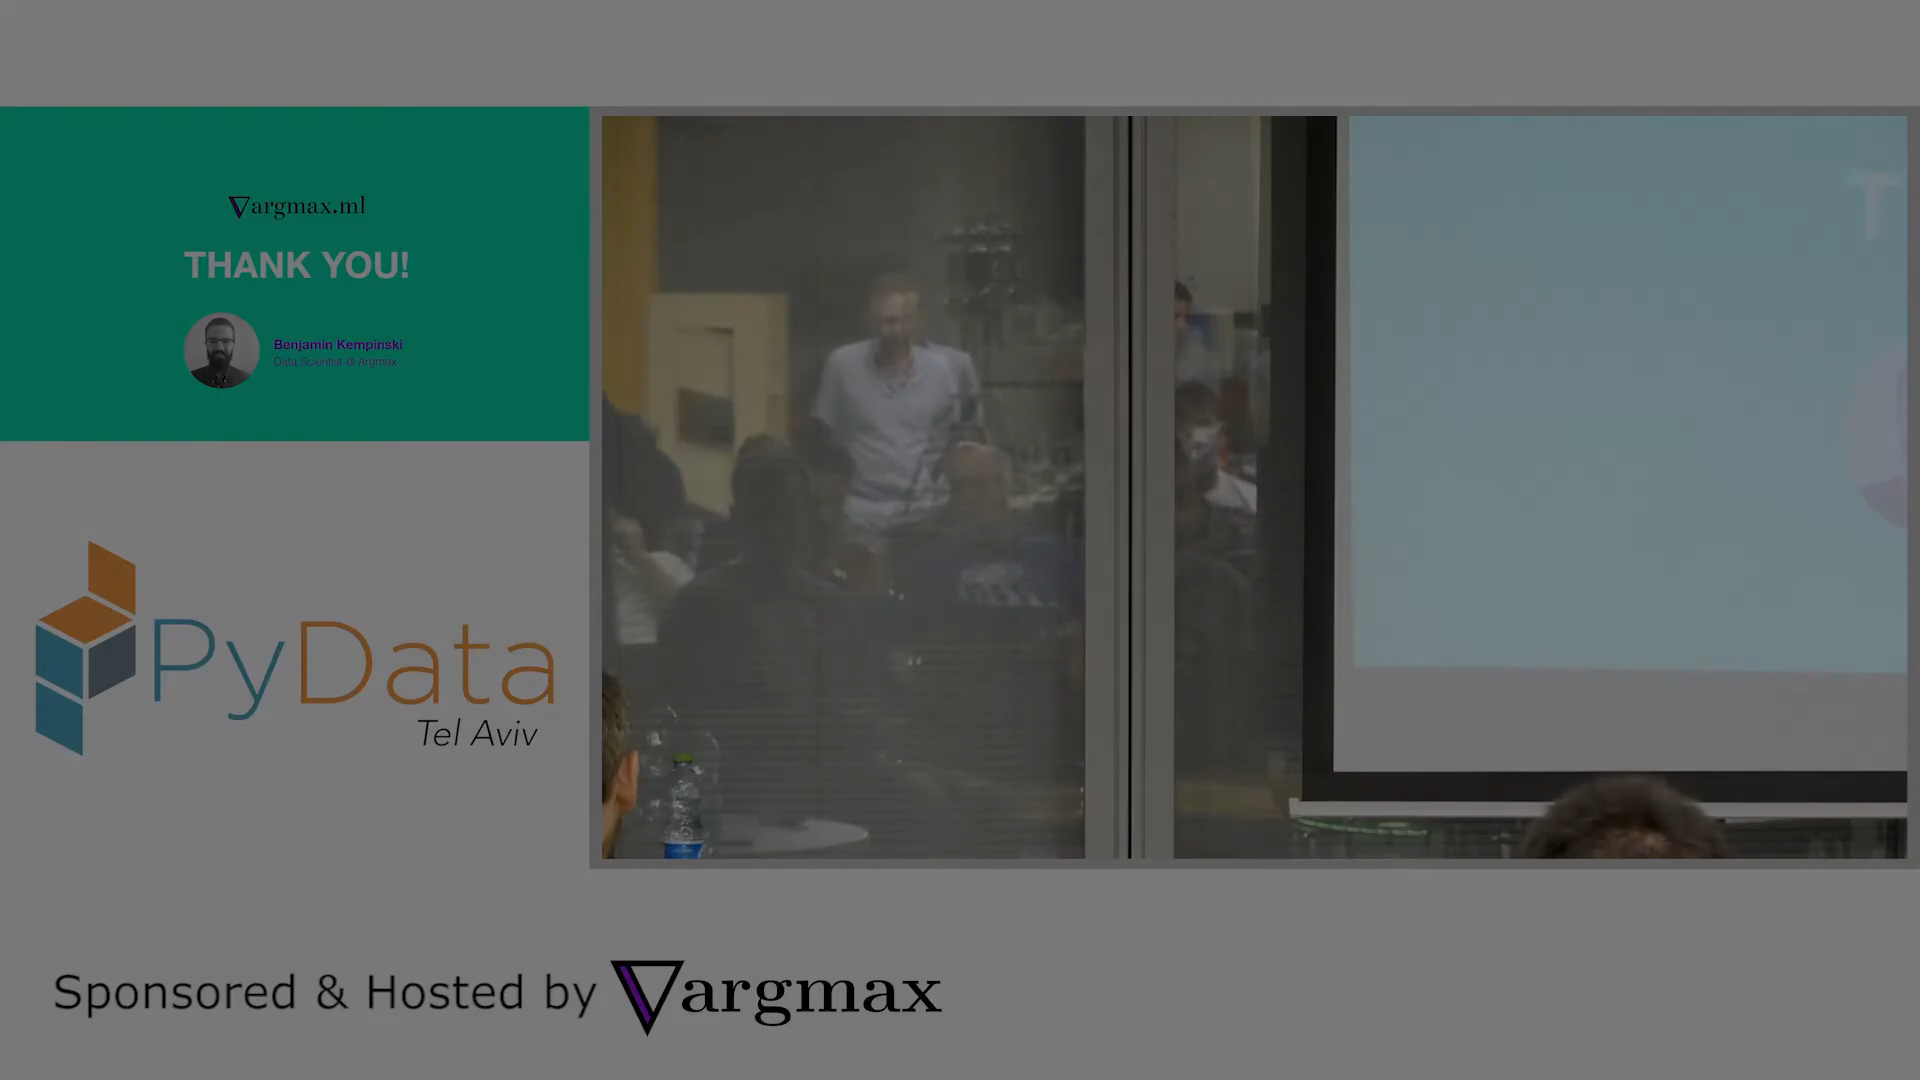 argmax.ml
THANK YOU!
Benjamin Kempinski
Data Scientist @ Argmax
T
PyData
Tel Aviv
Sponsored & Hosted by argmax